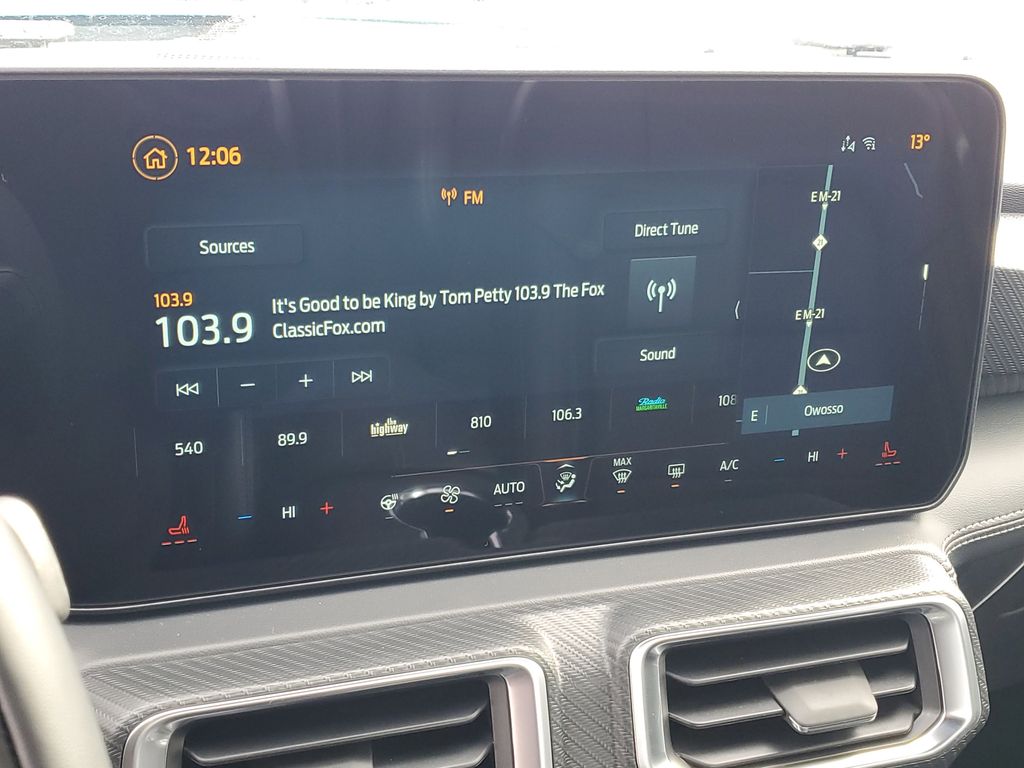 12:06
13°
FM
E M-21
21
Sources
Direct Tune
103.9
103.9
It's Good to be King by Tom Petty 103.9 The Fox
ClassicFox.com
E M-21
Sound
540
89.9
the highway
810
106.3
Radio
MARGARITAVILLE
108
E
Owosso
HI
AUTO
MAX
A/C
HI